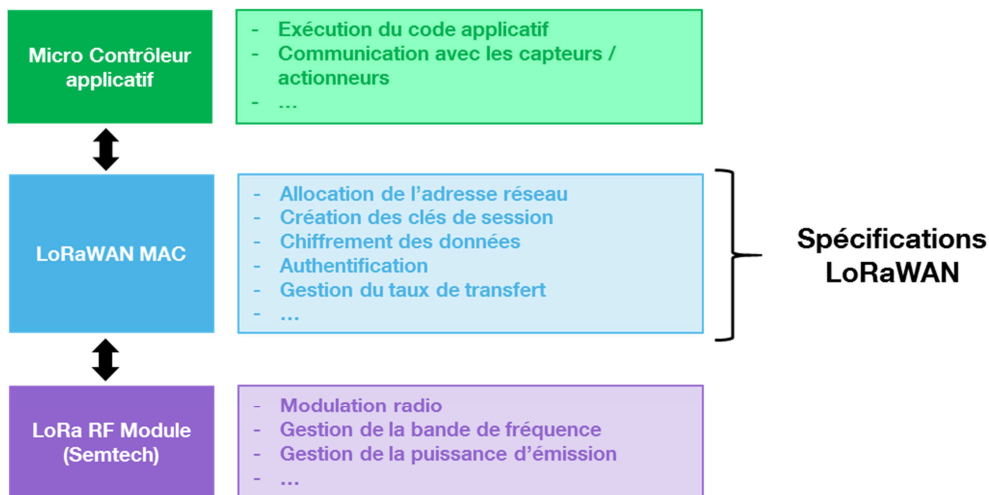 Micro Contrôleur
applicatif
- Exécution du code applicatif
- Communication avec les capteurs /
actionneurs
- ...
LoRaWAN MAC
- Allocation de l'adresse réseau
- Création des clés de session
- Chiffrement des données
- Authentification
- Gestion du taux de transfert
- ...
Spécifications
LoRaWAN
LoRa RF Module
(Semtech)
- Modulation radio
- Gestion de la bande de fréquence
- Gestion de la puissance d'émission
- ...